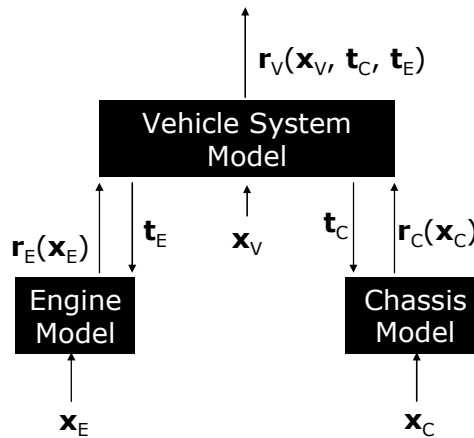 r_V(x_V, t_C, t_E)
Vehicle System
Model
r_E(x_E)
t_E
x_V
t_C
r_C(x_C)
Engine
Model
Chassis
Model
x_E
x_C